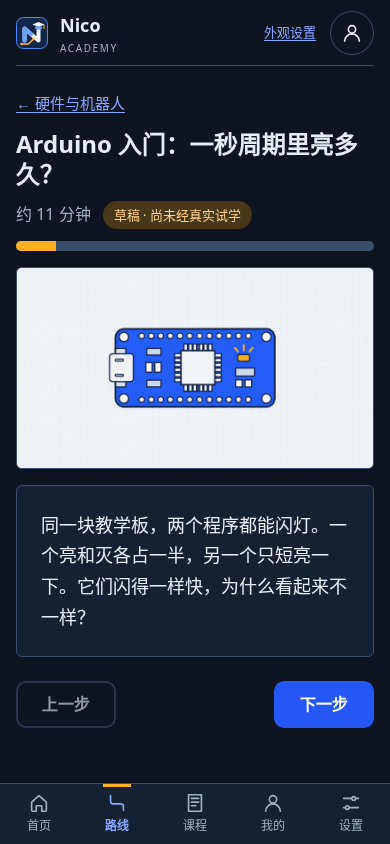 Nico
ACADEMY
外观设置
← 硬件与机器人
Arduino 入门：一秒周期里亮多
久？
约 11 分钟
草稿 · 尚未经真实试学
同一块教学板，两个程序都能闪灯。一
个亮和灭各占一半，另一个只短亮一
下。它们闪得一样快，为什么看起来不
一样？
上一步
下一步
首页
路线
课程
我的
设置